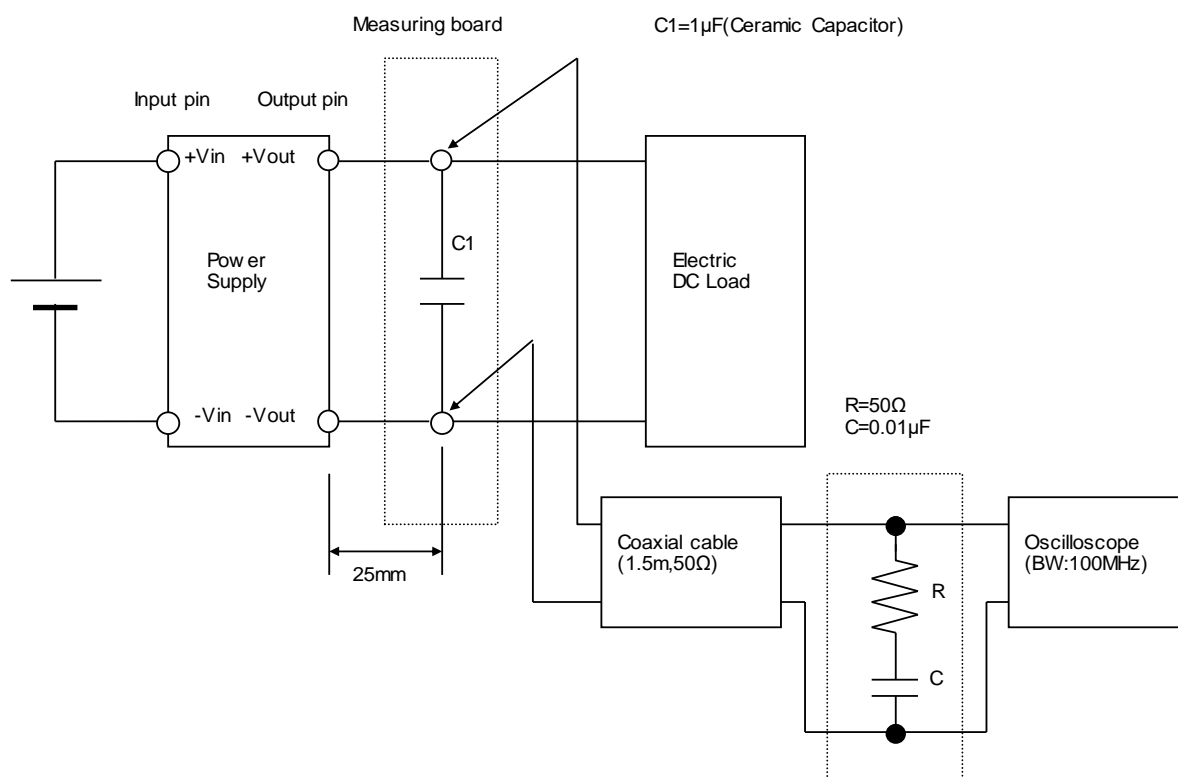 Measuring board
C1=1µF(Ceramic Capacitor)
Input pin
Output pin
+Vin
+Vout
C1
Power
Supply
Electric
DC Load
-Vin
-Vout
R=50Ω
C=0.01µF
25mm
Coaxial cable
(1.5m,50Ω)
R
C
Oscilloscope
(BW:100MHz)